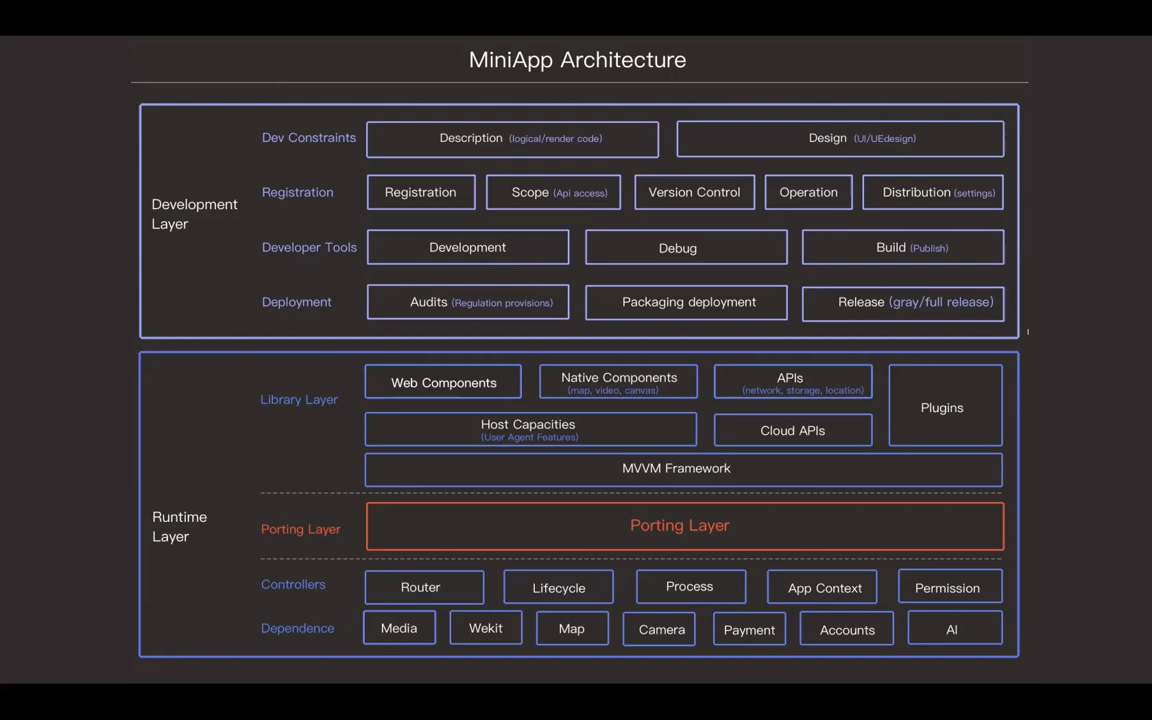 MiniApp Architecture
Development
Layer
Dev Constraints
Description (logical/render code)
Design (UI/UEdesign)
Registration
Registration
Scope (Api access)
Version Control
Operation
Distribution (settings)
Developer Tools
Development
Debug
Build (Publish)
Deployment
Audits (Regulation provisions)
Packaging deployment
Release (gray/full release)
Runtime
Layer
Library Layer
Web Components
Native Components
(map, video, canvas)
APIs
(network, storage, location)
Plugins
Host Capacities
(User Agent Features)
Cloud APIs
MVVM Framework
Porting Layer
Porting Layer
Controllers
Router
Lifecycle
Process
App Context
Permission
Dependence
Media
Wekit
Map
Camera
Payment
Accounts
AI